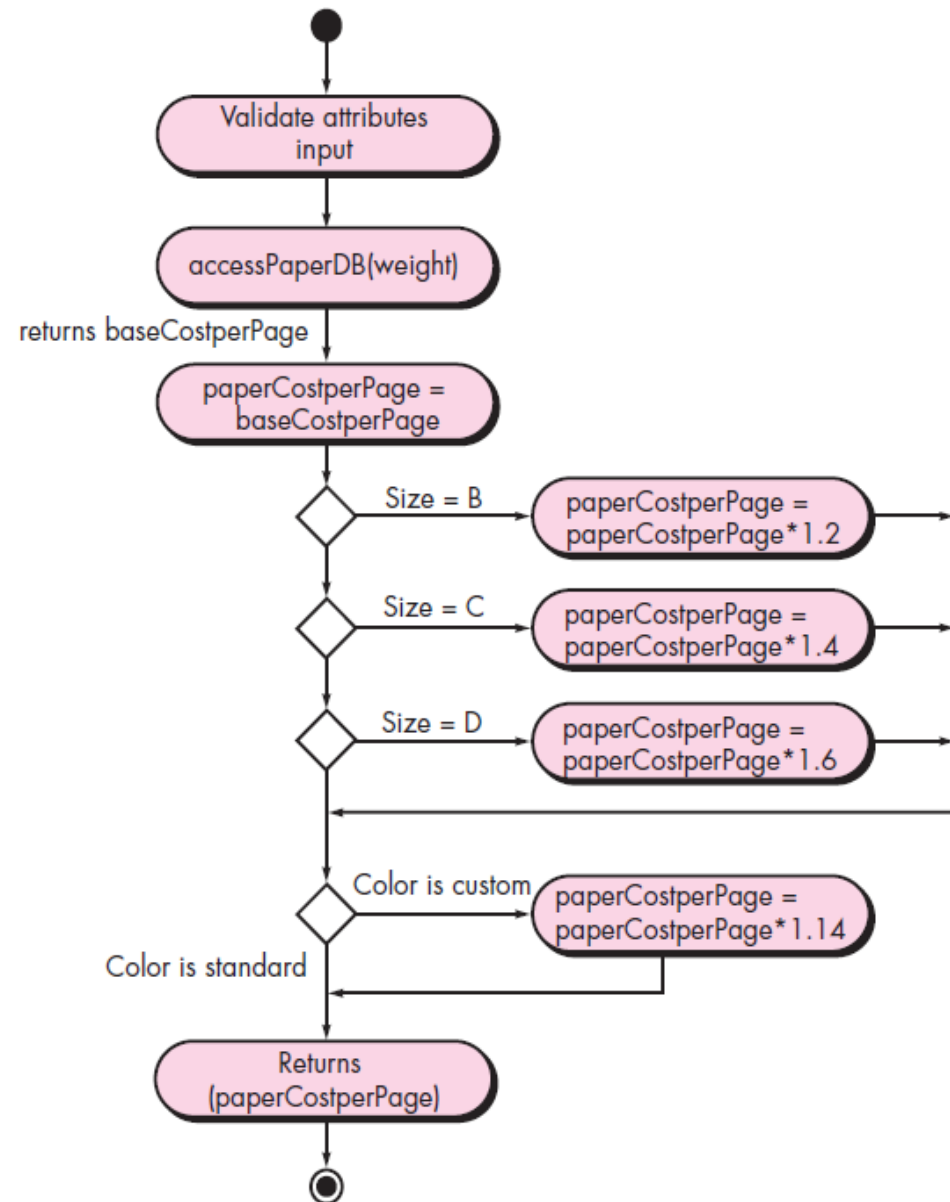 Validate attributes
input
accessPaperDB(weight)
returns baseCostperPage
paperCostperPage =
baseCostperPage
Size = B
paperCostperPage =
paperCostperPage*1.2
Size = C
paperCostperPage =
paperCostperPage*1.4
Size = D
paperCostperPage =
paperCostperPage*1.6
Color is custom
paperCostperPage =
paperCostperPage*1.14
Color is standard
Returns
(paperCostperPage)